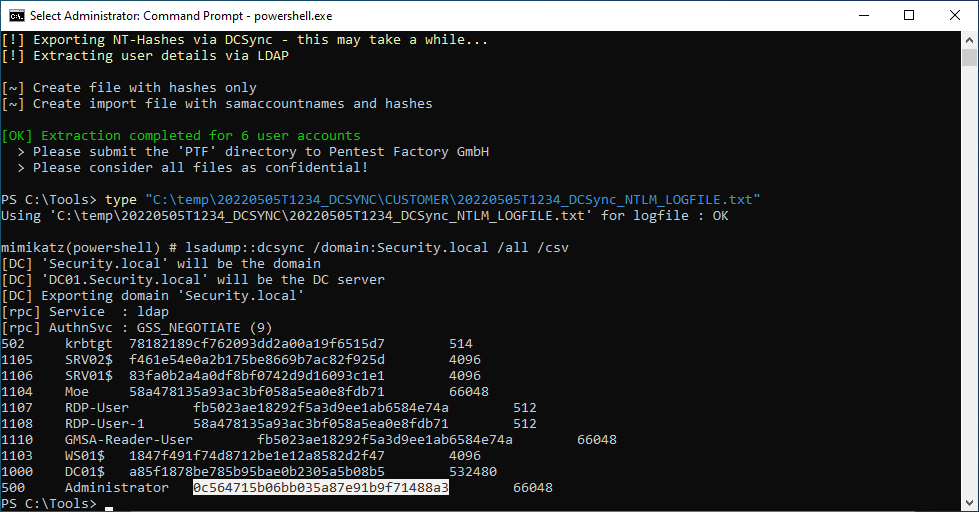 Select Administrator: Command Prompt - powershell.exe
[!] Exporting NT-Hashes via DCSync - this may take a while...
[!] Extracting user details via LDAP
[~] Create file with hashes only
[~] Create import file with samaccountnames and hashes
[OK] Extraction completed for 6 user accounts
> Please submit the 'PTF' directory to Pentest Factory GmbH
> Please consider all files as confidential!
PS C:\Tools> type "C:\temp\20220505T1234_DCSYNC\CUSTOMER\20220505T1234_DCSync_NTLM_LOGFILE.txt"
Using 'C:\temp\20220505T1234_DCSYNC\20220505T1234_DCSync_NTLM_LOGFILE.txt' for logfile : OK
mimikatz(powershell) # lsadump::dcsync /domain:Security.local /all /csv
[DC] 'Security.local' will be the domain
[DC] 'DC01.Security.local' will be the DC server
[DC] Exporting domain 'Security.local'
[rpc] Service  : ldap
[rpc] AuthnSvc : GSS_NEGOTIATE (9)
502 krbtgt 78182189cf762093dd2a00a19f6515d7 514
1105 SRV02$ f461e54e0a2b175be8669b7ac82f925d 4096
1106 SRV01$ 83fa0b2a4a0df8bf0742d9d16093c1e1 4096
1104 Moe 58a478135a93ac3bf058a5ea0e8fdb71 66048
1107 RDP-User fb5023ae18292f5a3d9ee1ab6584e74a 512
1108 RDP-User-1 58a478135a93ac3bf058a5ea0e8fdb71 512
1110 GMSA-Reader-User fb5023ae18292f5a3d9ee1ab6584e74a 66048
1103 WS01$ 1847f491f74d8712be1e12a8582d2f47 4096
1000 DC01$ a85f1878be785b95bae0b2305a5b08b5 532480
500 Administrator 0c564715b06bb035a87e91b9f71488a3 66048
PS C:\Tools>